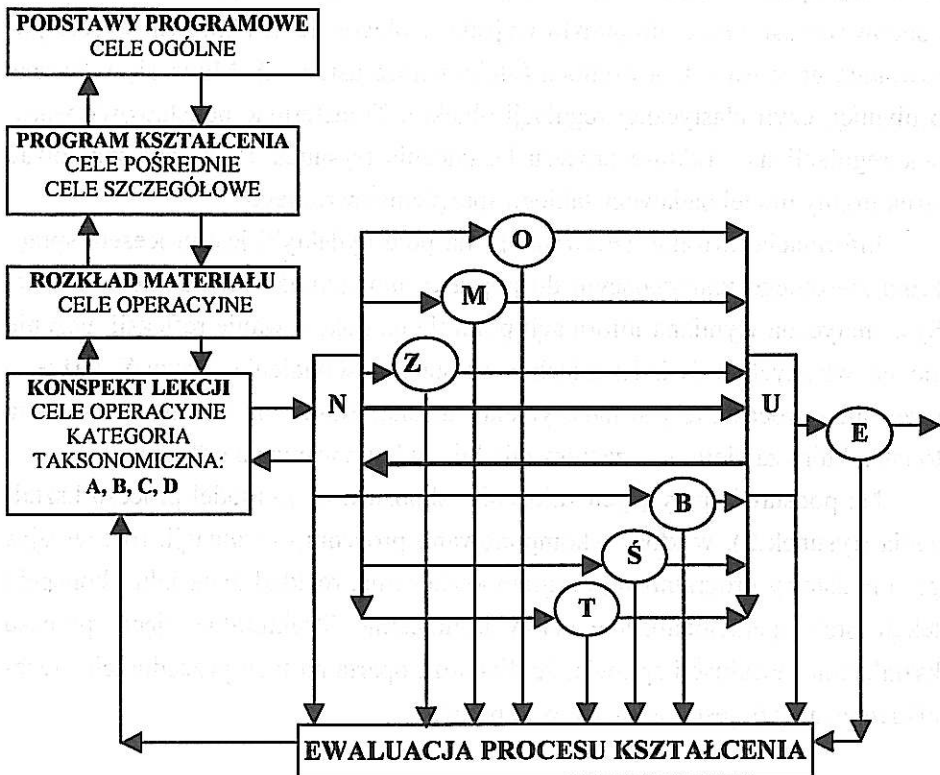 PODSTAWY PROGRAMOWE
CELE OGÓLNE
PROGRAM KSZTAŁCENIA
CELE POŚREDNIE
CELE SZCZEGÓŁOWE
ROZKŁAD MATERIAŁU
CELE OPERACYJNE
KONSPEKT LEKCJI
CELE OPERACYJNE
KATEGORIA
TAKSONOMICZNA:
A, B, C, D
O
M
Z
N
U
E
B
Ś
T
EWALUACJA PROCESU KSZTAŁCENIA